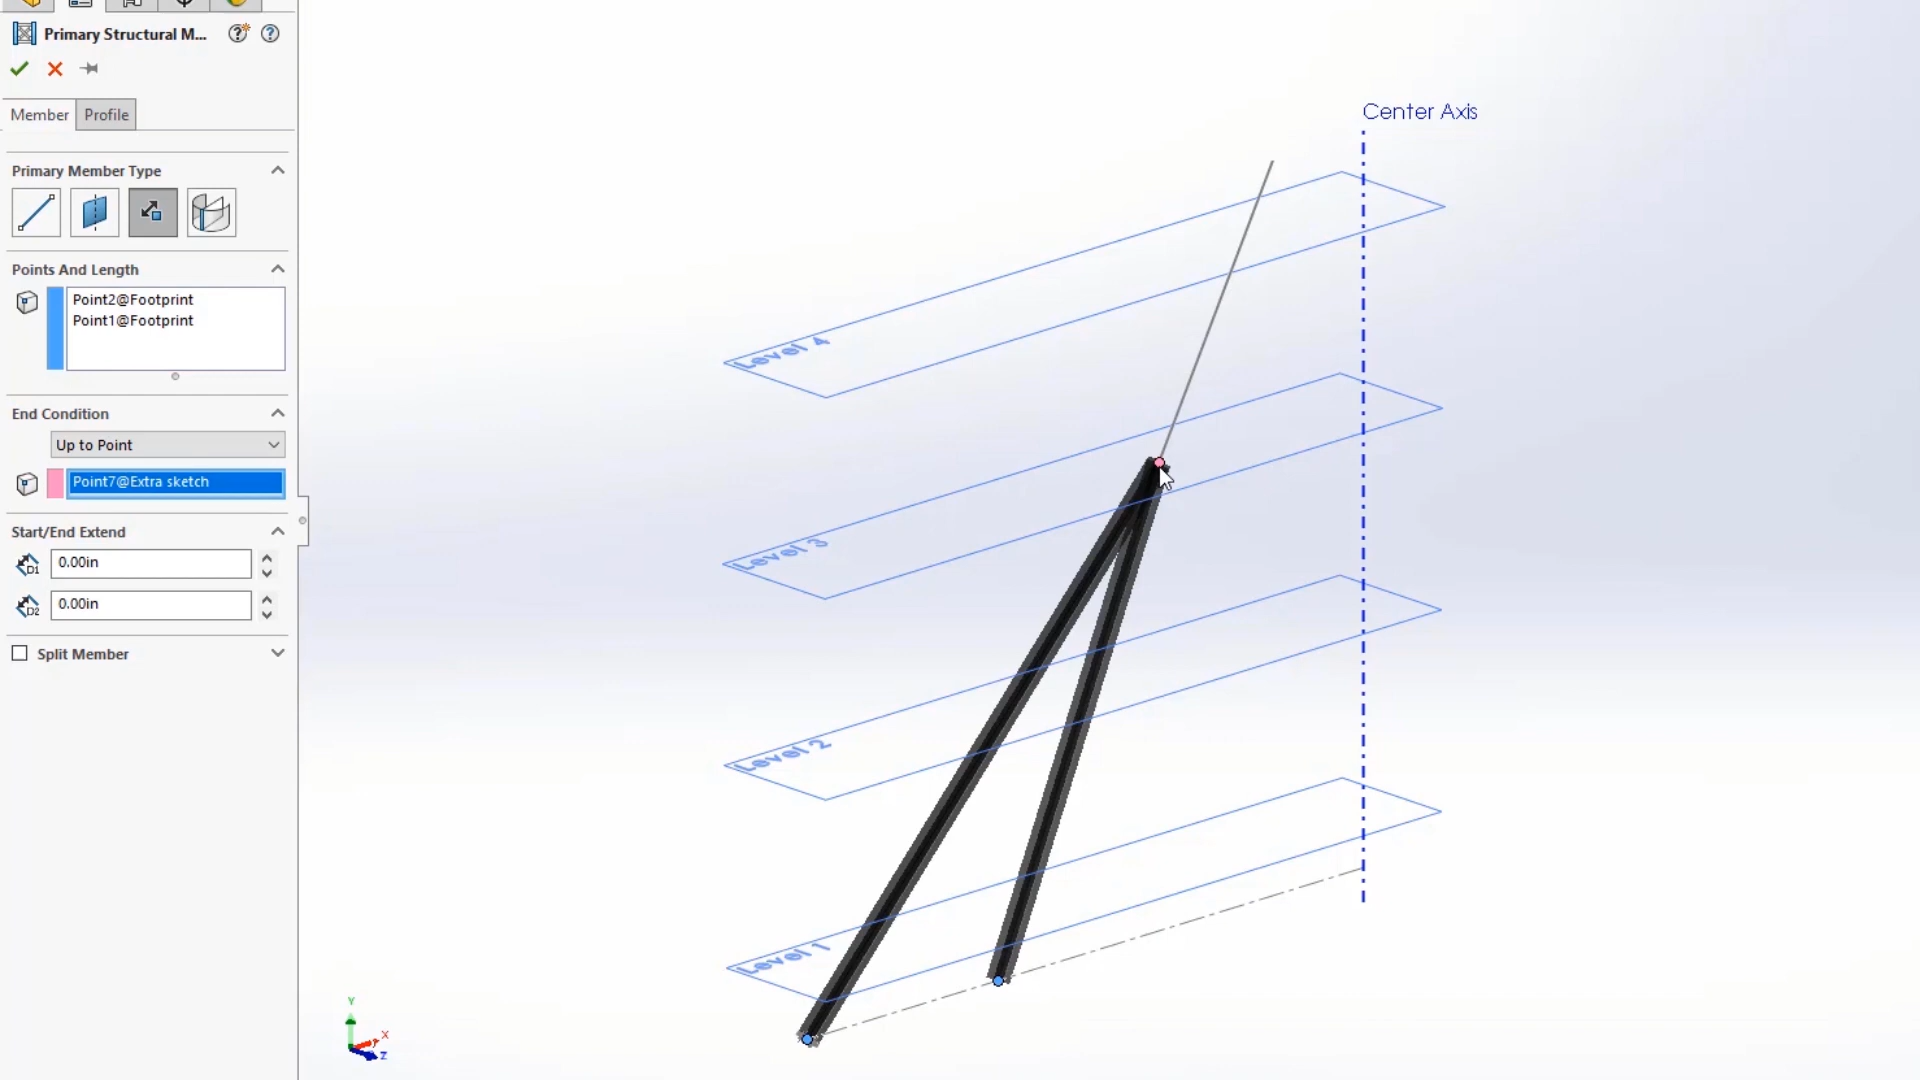 Primary Structural M...
Member
Profile
Primary Member Type
Points And Length
Point2@Footprint
Point1@Footprint
End Condition
Up to Point
Point7@Extra sketch
Start/End Extend
D1
0.00in
D2
0.00in
Split Member
Center Axis
Level 4
Level 3
Level 2
Level 1
Y
X
Z